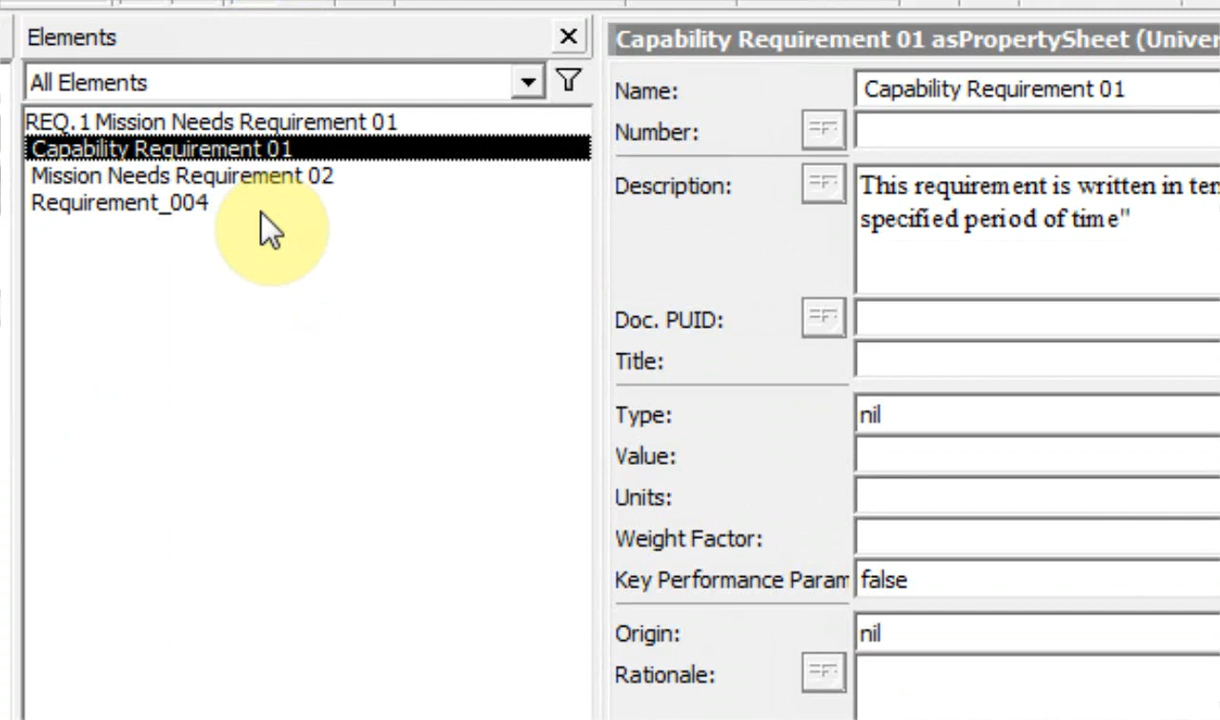 Elements
All Elements
REQ.1 Mission Needs Requirement 01
Capability Requirement 01
Mission Needs Requirement 02
Requirement_004
Capability Requirement 01 asPropertySheet (Univer
Name: Capability Requirement 01
Number:
Description: This requirement is written in ter
specified period of time"
Doc. PUID:
Title:
Type: nil
Value:
Units:
Weight Factor:
Key Performance Param false
Origin: nil
Rationale: